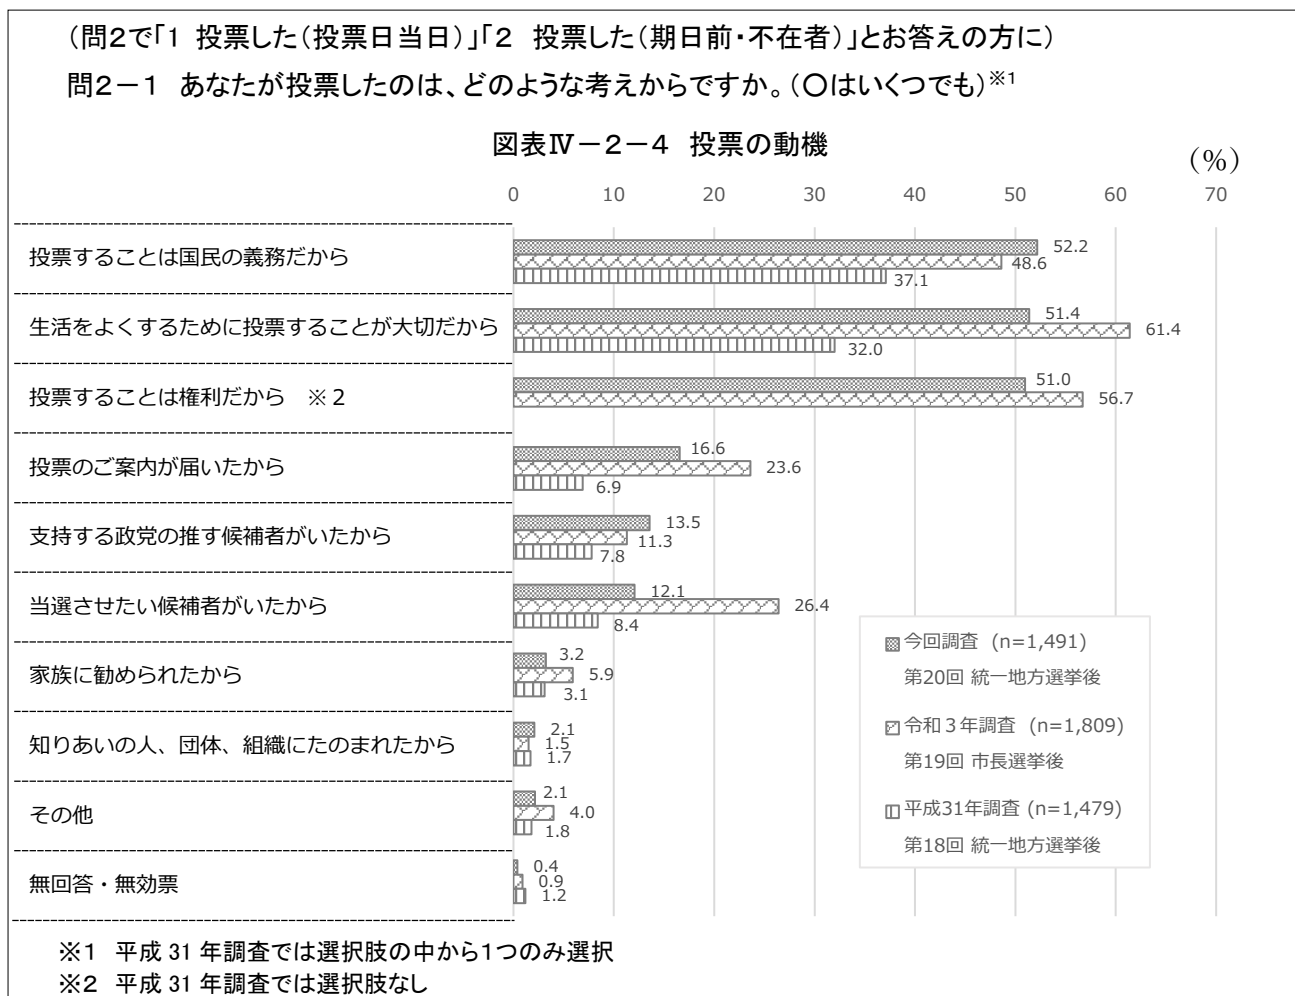 （問２で「１ 投票した（投票日当日）」「２ 投票した（期日前・不在者）」とお答えの方に）
問２－１ あなたが投票したのは、どのような考えからですか。（〇はいくつでも）※1
図表Ⅳ－２－４ 投票の動機
（%）
0 10 20 30 40 50 60 70
投票することは国民の義務だから
52.2
48.6
37.1
生活をよくするために投票することが大切だから
51.4
61.4
32.0
投票することは権利だから ※２
51.0
56.7
投票のご案内が届いたから
16.6
23.6
6.9
支持する政党の推す候補者がいたから
13.5
11.3
7.8
当選させたい候補者がいたから
12.1
26.4
8.4
家族に勧められたから
3.2
5.9
3.1
知りあいの人、団体、組織にたのまれたから
2.1
1.5
1.7
その他
2.1
4.0
1.8
無回答・無効票
0.4
0.9
1.2
今回調査 (n=1,491)
第20回 統一地方選挙後
令和３年調査 (n=1,809)
第19回 市長選挙後
平成31年調査 (n=1,479)
第18回 統一地方選挙後
※１ 平成 31 年調査では選択肢の中から１つのみ選択
※２ 平成 31 年調査では選択肢なし